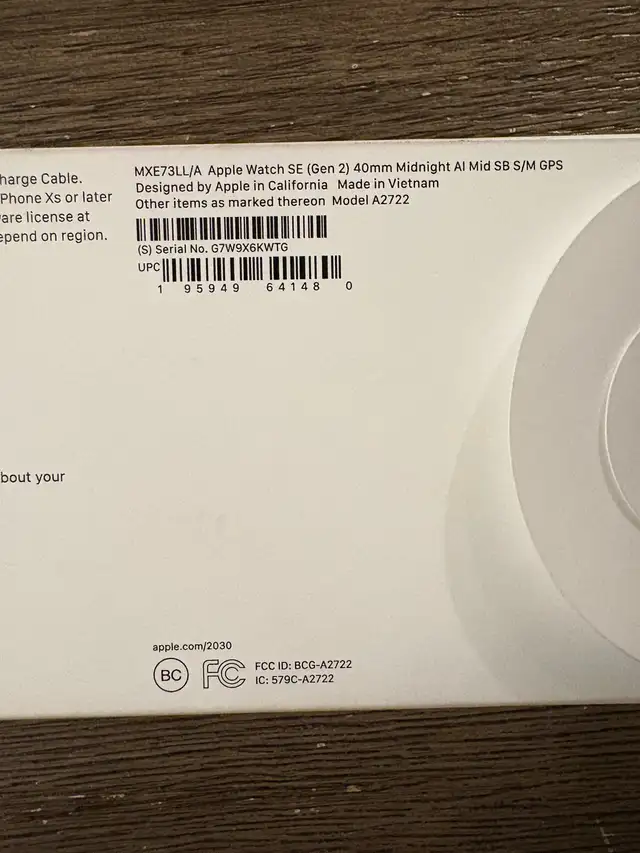 harge Cable.
Phone Xs or later
are license at
epend on region.
MXE73LL/A Apple Watch SE (Gen 2) 40mm Midnight Al Mid SB S/M GPS
Designed by Apple in California Made in Vietnam
Other items as marked thereon Model A2722
(S) Serial No. G7W9X6KWTG
UPC
1 95949 64148 0
bout your
apple.com/2030
BC FC FCC ID: BCG-A2722
IC: 579C-A2722